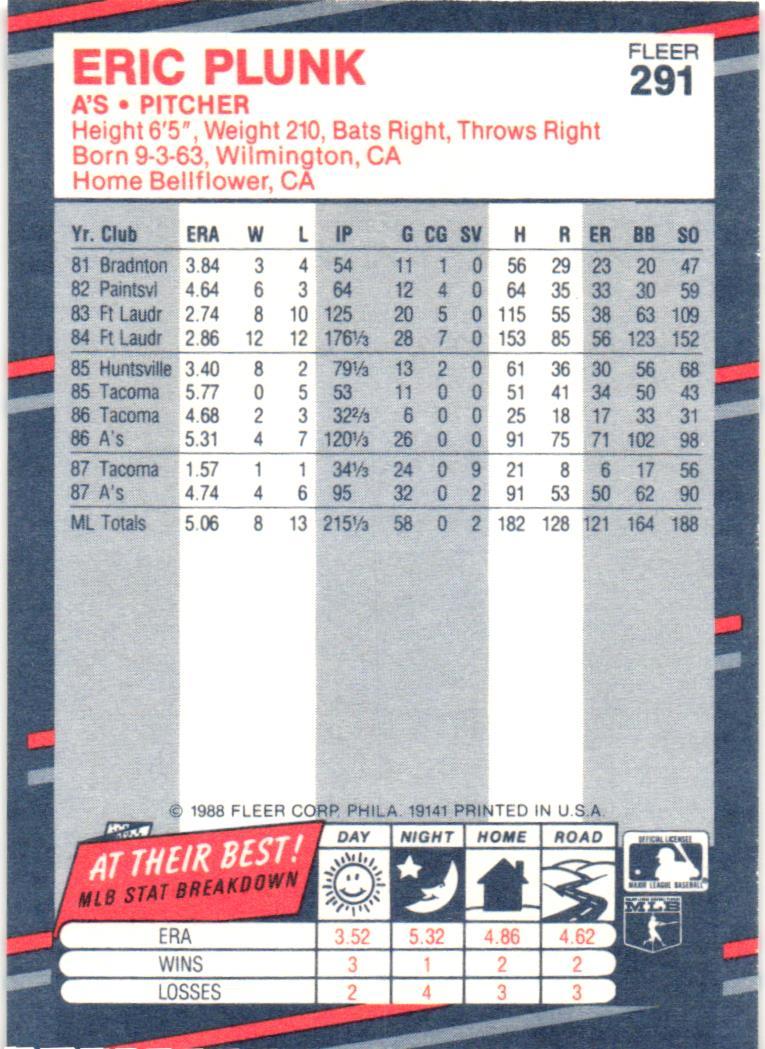 ERIC PLUNK
FLEER
291
A'S • PITCHER
Height 6'5", Weight 210, Bats Right, Throws Right
Born 9-3-63, Wilmington, CA
Home Bellflower, CA
Yr. Club ERA W L IP G CG SV H R ER BB SO
81 Bradnton 3.84 3 4 54 11 1 0 56 29 23 20 47
82 Paintsvl 4.64 6 3 64 12 4 0 64 35 33 30 59
83 Ft Laudr 2.74 8 10 125 20 5 0 115 55 38 63 109
84 Ft Laudr 2.86 12 12 176⅓ 28 7 0 153 85 56 123 152
85 Huntsville 3.40 8 2 79⅓ 13 2 0 61 36 30 56 68
85 Tacoma 5.77 0 5 53 11 0 0 51 41 34 50 43
86 Tacoma 4.68 2 3 32⅔ 6 0 0 25 18 17 33 31
86 A's 5.31 4 7 120⅓ 26 0 0 91 75 71 102 98
87 Tacoma 1.57 1 1 34⅓ 24 0 9 21 8 6 17 56
87 A's 4.74 4 6 95 32 0 2 91 53 50 62 90
ML Totals 5.06 8 13 215⅓ 58 0 2 182 128 121 164 188
© 1988 FLEER CORP. PHILA. 19141 PRINTED IN U.S.A.
AT THEIR BEST!
MLB STAT BREAKDOWN
DAY NIGHT HOME ROAD
OFFICIAL LICENSEE
MAJOR LEAGUE BASEBALL
MLB
ERA 3.52 5.32 4.86 4.62
WINS 3 1 2 2
LOSSES 2 4 3 3